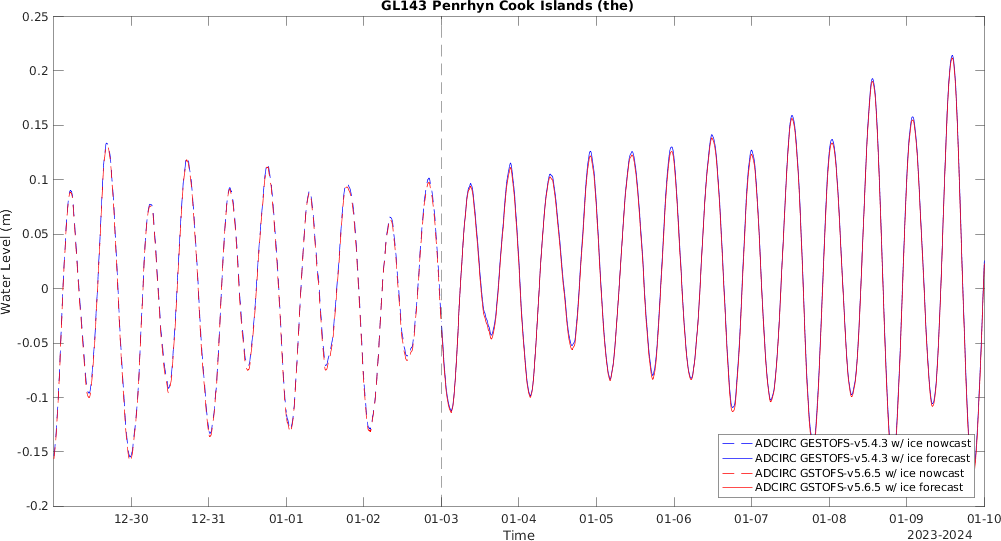 GL143 Penrhyn Cook Islands (the)
0.25
0.2
0.15
0.1
0.05
0
-0.05
-0.1
-0.15
-0.2
Water Level (m)
ADCIRC GESTOFS-v5.4.3 w/ ice nowcast
ADCIRC GESTOFS-v5.4.3 w/ ice forecast
ADCIRC GSTOFS-v5.6.5 w/ ice nowcast
ADCIRC GSTOFS-v5.6.5 w/ ice forecast
12-30 12-31 01-01 01-02 01-03 01-04 01-05 01-06 01-07 01-08 01-09 01-10
Time
2023-2024